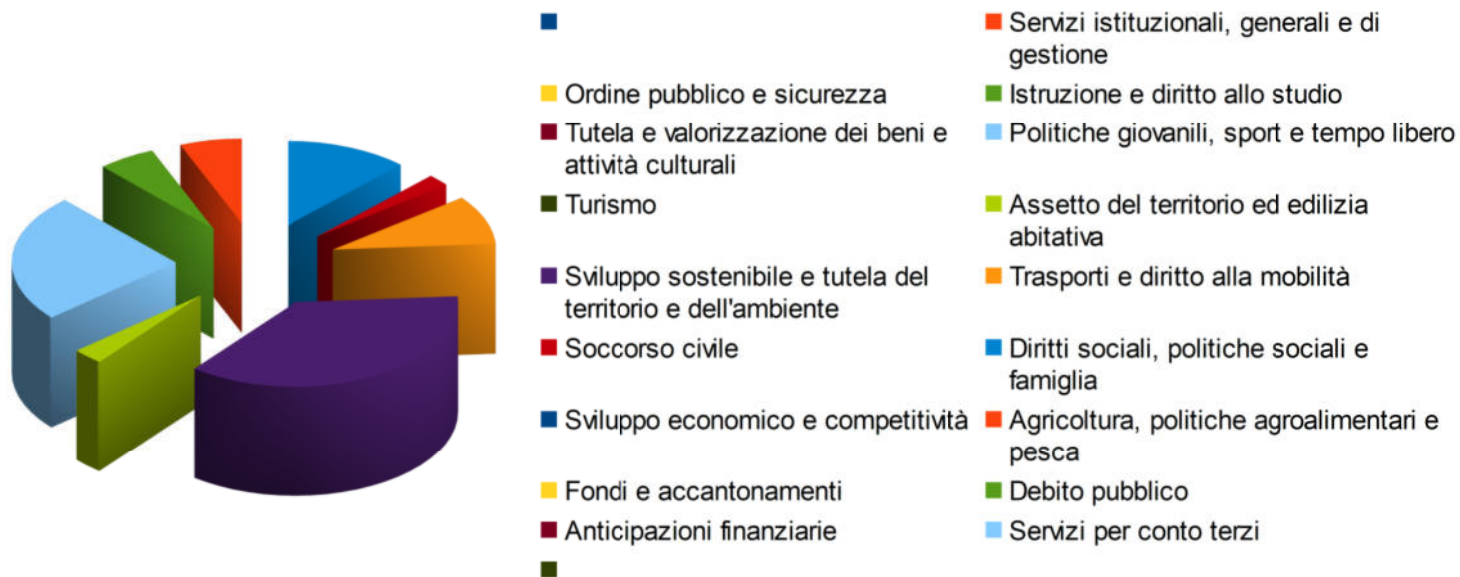 Servizi istituzionali, generali e di
gestione
Ordine pubblico e sicurezza
Istruzione e diritto allo studio
Tutela e valorizzazione dei beni e
attività culturali
Politiche giovanili, sport e tempo libero
Turismo
Assetto del territorio ed edilizia
abitativa
Sviluppo sostenibile e tutela del
territorio e dell'ambiente
Trasporti e diritto alla mobilità
Soccorso civile
Diritti sociali, politiche sociali e
famiglia
Sviluppo economico e competitività
Agricoltura, politiche agroalimentari e
pesca
Fondi e accantonamenti
Debito pubblico
Anticipazioni finanziarie
Servizi per conto terzi